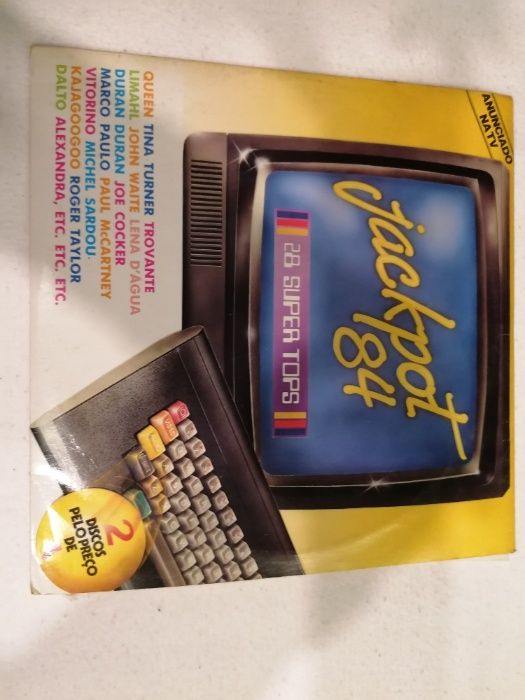 ANUNCIADO
NA TV
jackpot
84
28 SUPER TOPS
QUEEN TINA TURNER TROVANTE
LIMAHL JOHN WAITE LENA D'ÁGUA
DURAN DURAN JOE COCKER
MARCO PAULO PAUL McCARTNEY
VITORINO MICHEL SARDOU
KAJAGOOGOO ROGER TAYLOR
DALTO ALEXANDRA, ETC. ETC. ETC.
2
DISCOS
PELO PREÇO
DE